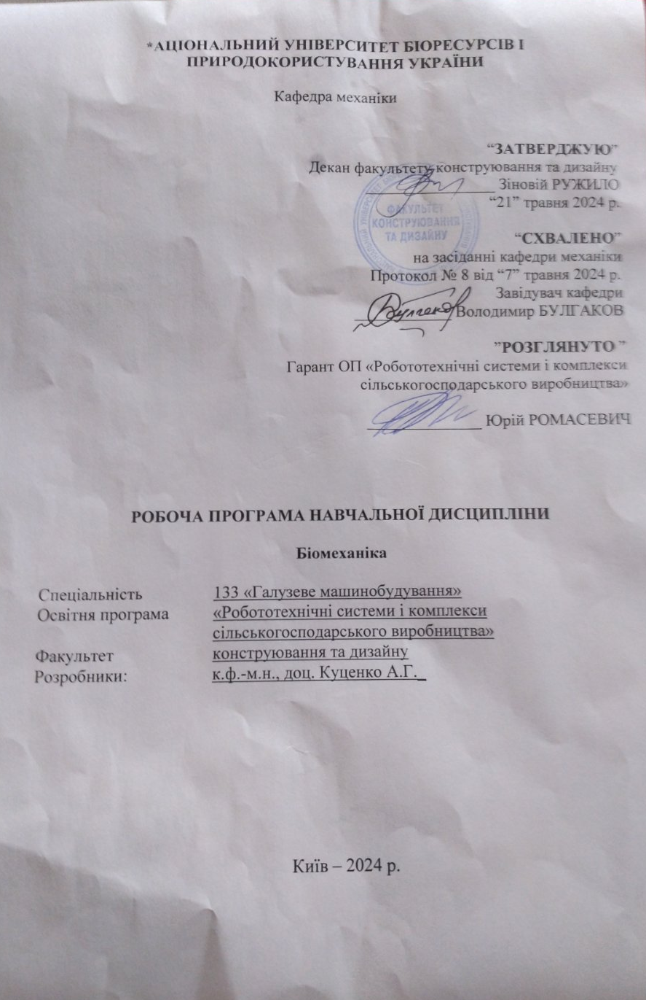 *АЦІОНАЛЬНИЙ УНІВЕРСИТЕТ БІОРЕСУРСІВ І
ПРИРОДОКОРИСТУВАННЯ УКРАЇНИ
Кафедра механіки
“ЗАТВЕРДЖУЮ”
Декан факультету конструювання та дизайну
Зіновій РУЖИЛО
“21” травня 2024 р.
ФАКУЛЬТЕТ
КОНСТРУЮВАННЯ
ТА ДИЗАЙНУ
“СХВАЛЕНО”
на засіданні кафедри механіки
Протокол № 8 від “7” травня 2024 р.
Завідувач кафедри
Булгаков Володимир БУЛГАКОВ
”РОЗГЛЯНУТО ”
Гарант ОП «Робототехнічні системи і комплекси
сільськогосподарського виробництва»
Юрій РОМАСЕВИЧ
РОБОЧА ПРОГРАМА НАВЧАЛЬНОЇ ДИСЦИПЛІНИ
Біомеханіка
Спеціальність 133 «Галузеве машинобудування»
Освітня програма «Робототехнічні системи і комплекси
сільськогосподарського виробництва»
Факультет конструювання та дизайну
Розробники: к.ф.-м.н., доц. Куценко А.Г._
Київ – 2024 р.